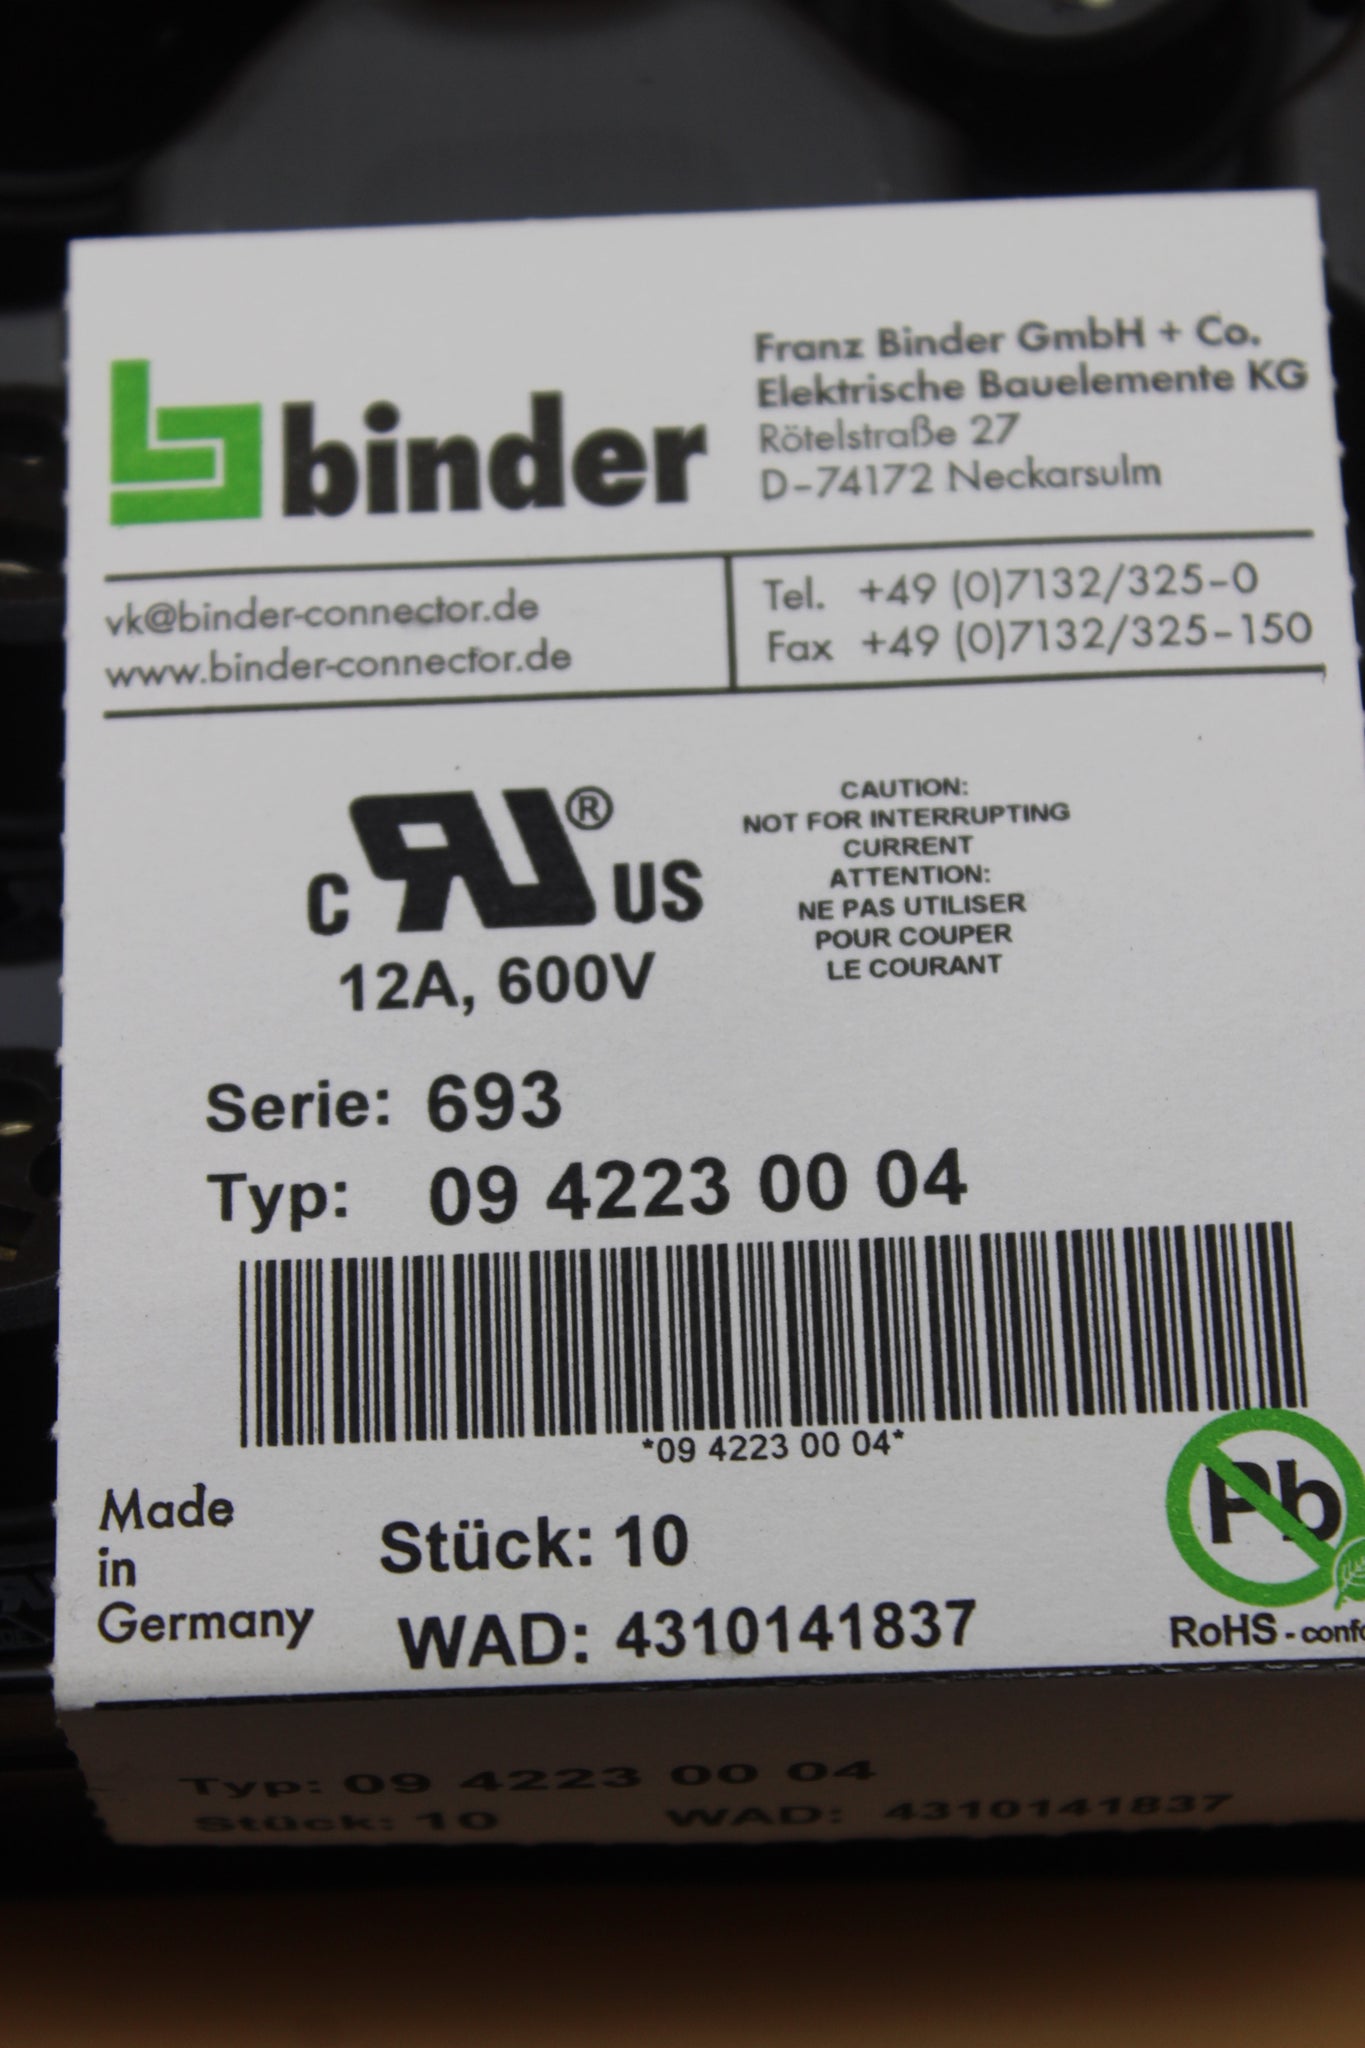 binder
Franz Binder GmbH + Co.
Elektrische Bauelemente KG
Rötelstraße 27
D-74172 Neckarsulm
vk@binder-connector.de
www.binder-connector.de
Tel. +49 (0)7132/325-0
Fax +49 (0)7132/325-150
C RU® US
12A, 600V
CAUTION:
NOT FOR INTERRUPTING
CURRENT
ATTENTION:
NE PAS UTILISER
POUR COUPER
LE COURANT
Serie: 693
Typ: 09 4223 00 04
*09 4223 00 04*
Made
in
Germany
Stück: 10
WAD: 4310141837
Pb
RoHS-
Typ: 09 4223 00 04
Stück: 10 WAD: 4310141837